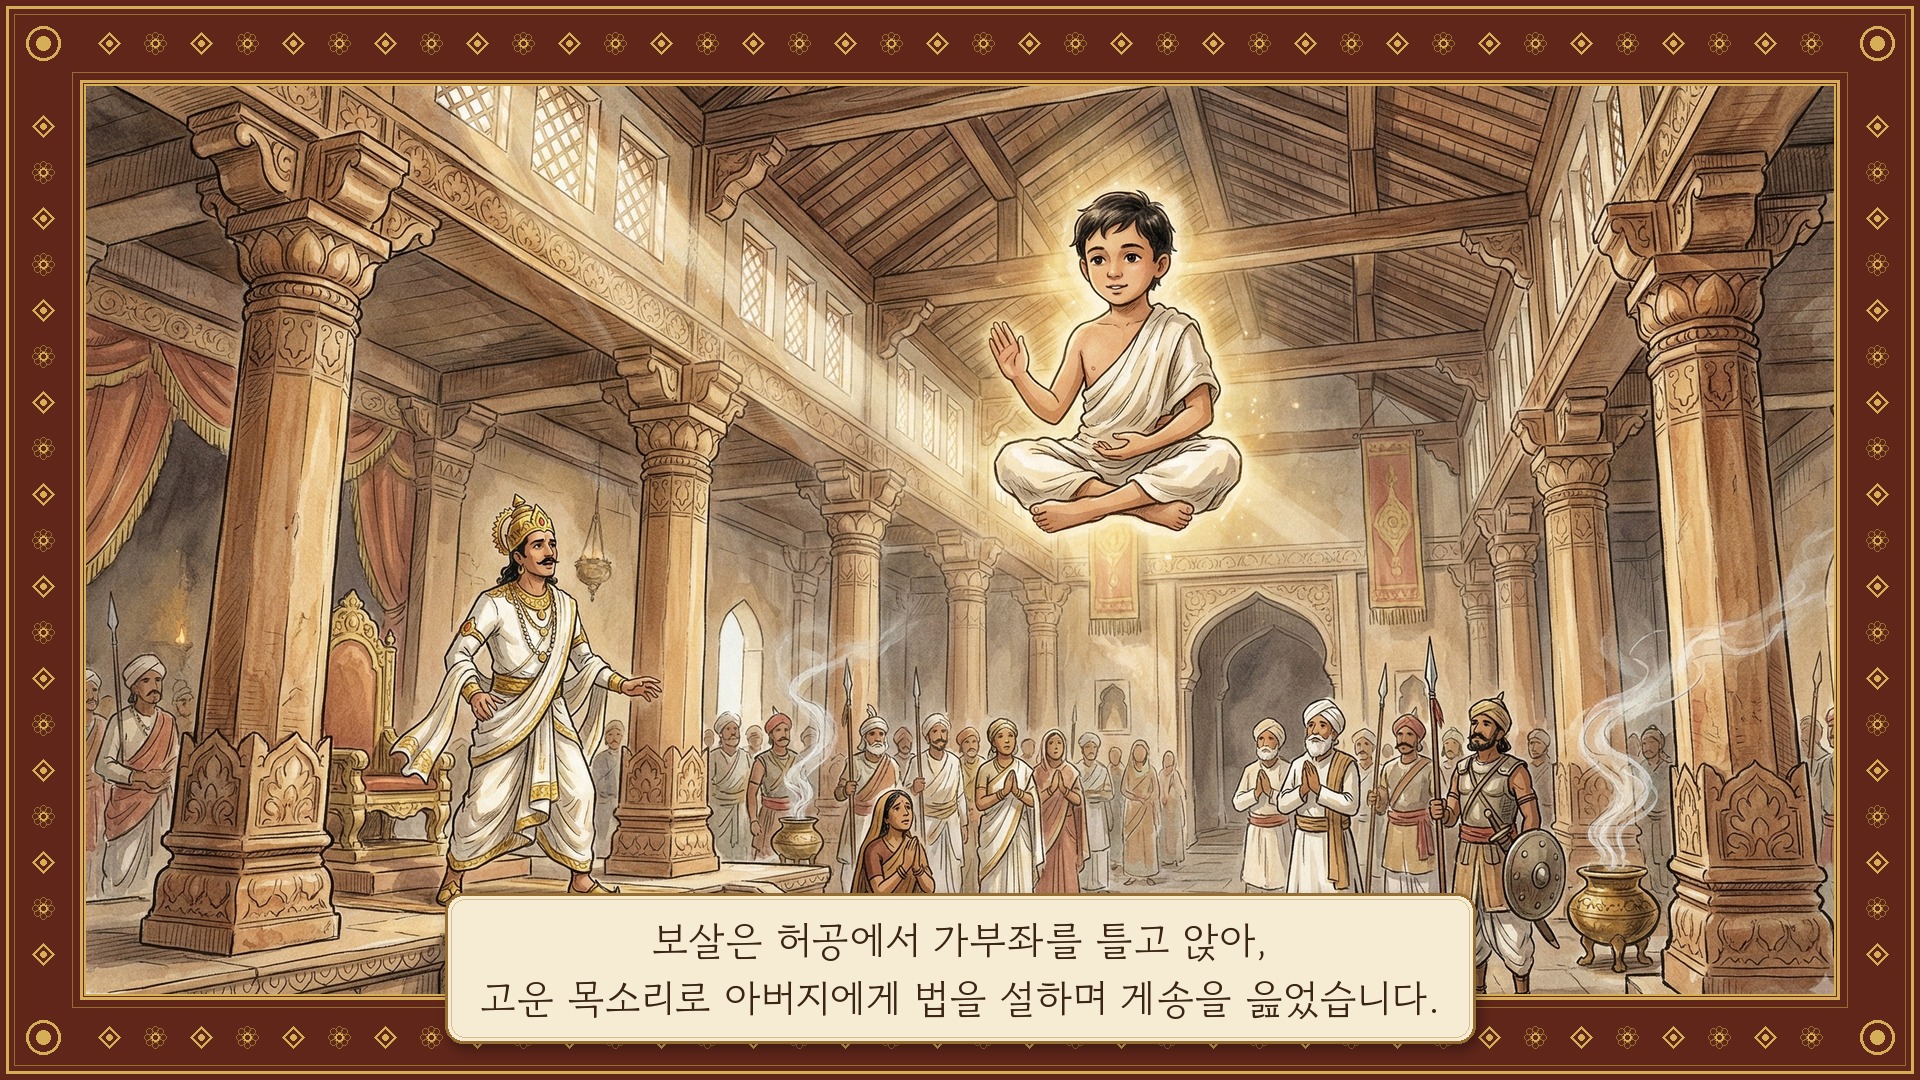 보살은 허공에서 가부좌를 틀고 앉아,
고운 목소리로 아버지에게 법을 설하며 게송을 읊었습니다.